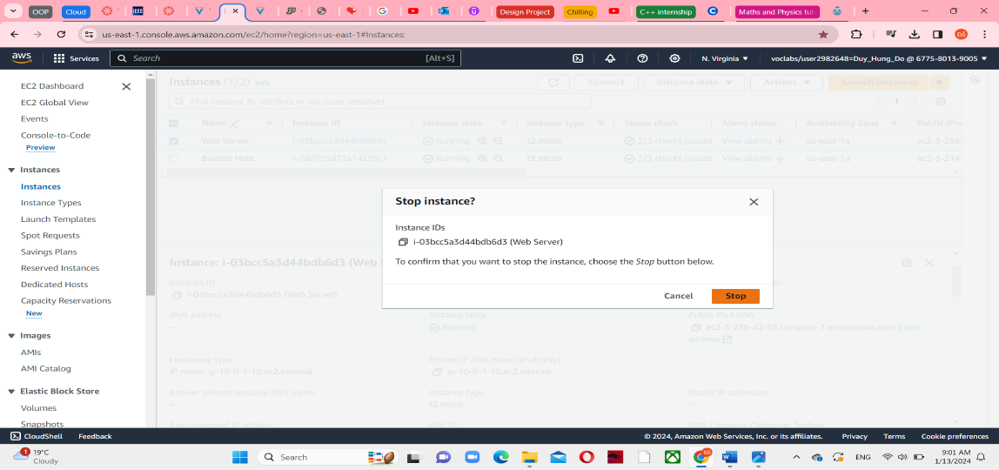 OOP Cloud IEEE Design Project Chilling C++ internship Maths and Physics tut
us-east-1.console.aws.amazon.com/ec2/home?region=us-east-1#Instances:
aws Services Search [Alt+S] N. Virginia voclabs/user2982648=Duy_Hung_Do @ 6775-8013-9005
EC2 Dashboard
EC2 Global View
Events
Console-to-Code
Preview
Instances
Instances
Instance Types
Launch Templates
Spot Requests
Savings Plans
Reserved Instances
Dedicated Hosts
Capacity Reservations
New
Images
AMIs
AMI Catalog
Elastic Block Store
Volumes
Snapshots
Instances (1/2) Info Connect Instance state Actions Launch instances
Find Instance by attribute or tag (case-sensitive) 1
Name Instance ID Instance state Instance type Status check Alarm status Availability Zone Public IPv4
Web Server i-03bcc5a3d44bdb6d3 Running t2.micro 2/2 checks passed View alarms us-east-1a ec2-3-236-
Bastion Host Running t2.micro 2/2 checks passed View alarms us-east-1a ec2-3-214-
Stop instance?
Instance IDs
i-03bcc5a3d44bdb6d3 (Web Server)
To confirm that you want to stop the instance, choose the Stop button below.
Cancel Stop
Instance: i-03bcc5a3d44bdb6d3 (Web S
Instance ID
i-03bcc5a3d44bdb6d3 (Web Server)
IPv6 address Instance state Public IPv4 DNS
– Running ec2-3-236-42-65.compute-1.amazonaws.com |open
address
Hostname type Private IP DNS name (IPv4 only)
IP name: ip-10-0-1-10.ec2.internal ip-10-0-1-10.ec2.internal
Answer private resource DNS name Instance type Elastic IP addresses
– t2.micro –
Auto-assigned IP address VPC ID AWS Compute Optimizer finding
CloudShell Feedback © 2024, Amazon Web Services, Inc. or its affiliates. Privacy Terms Cookie preferences
1 19°C
Cloudy
Search
ENG
9:01 AM
1/13/2024